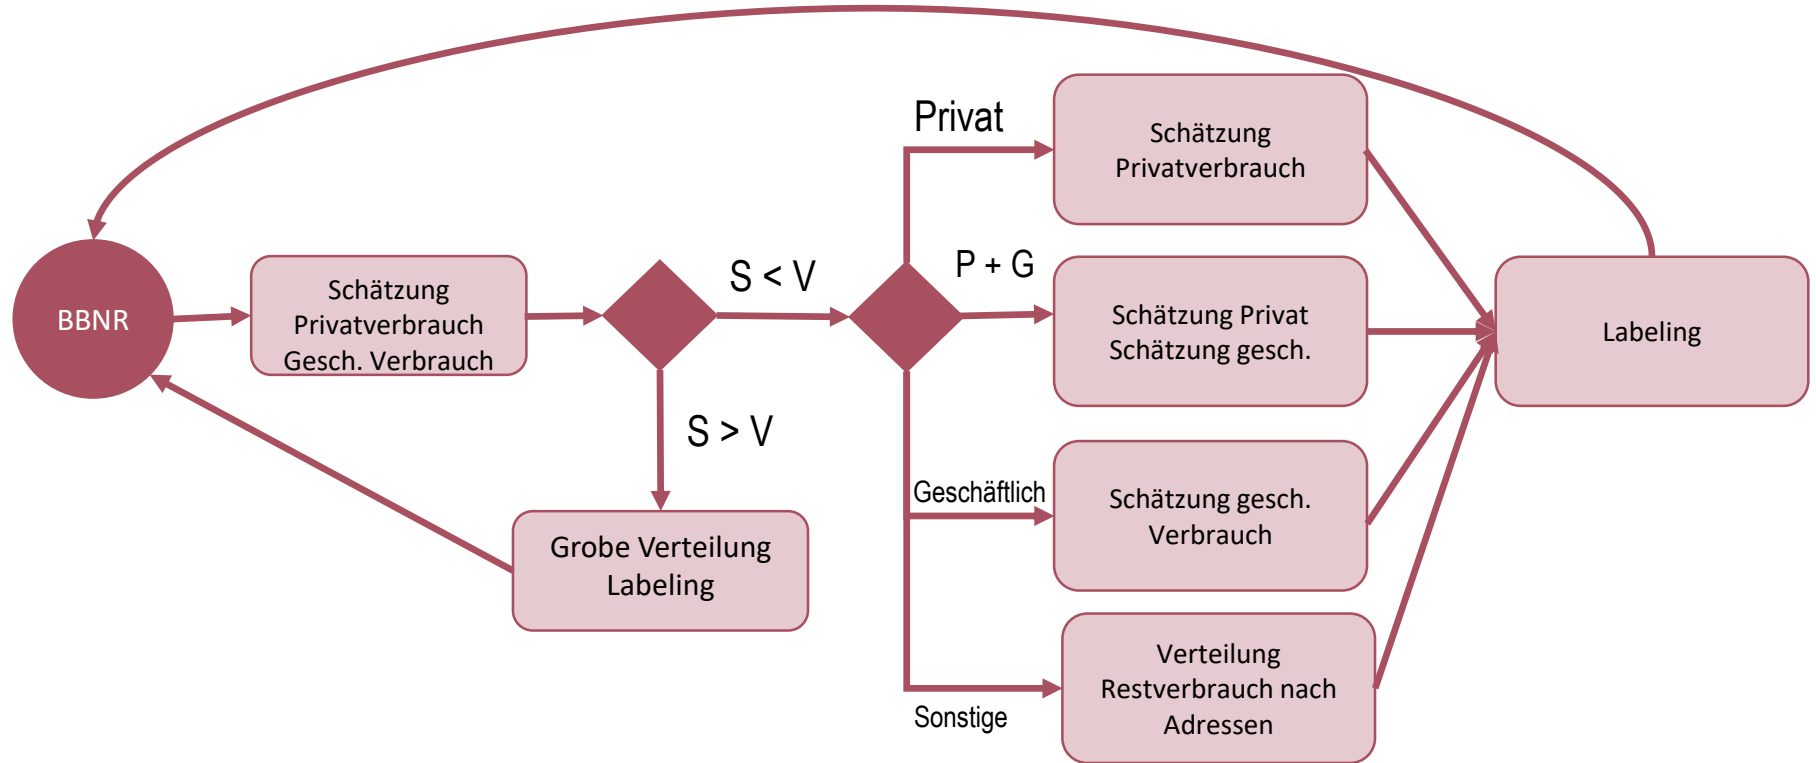 BBNR
Schätzung
Privatverbrauch
Gesch. Verbrauch
S < V
S > V
Grobe Verteilung
Labeling
Privat
Schätzung
Privatverbrauch
P + G
Schätzung Privat
Schätzung gesch.
Geschäftlich
Schätzung gesch.
Verbrauch
Sonstige
Verteilung
Restverbrauch nach
Adressen
Labeling